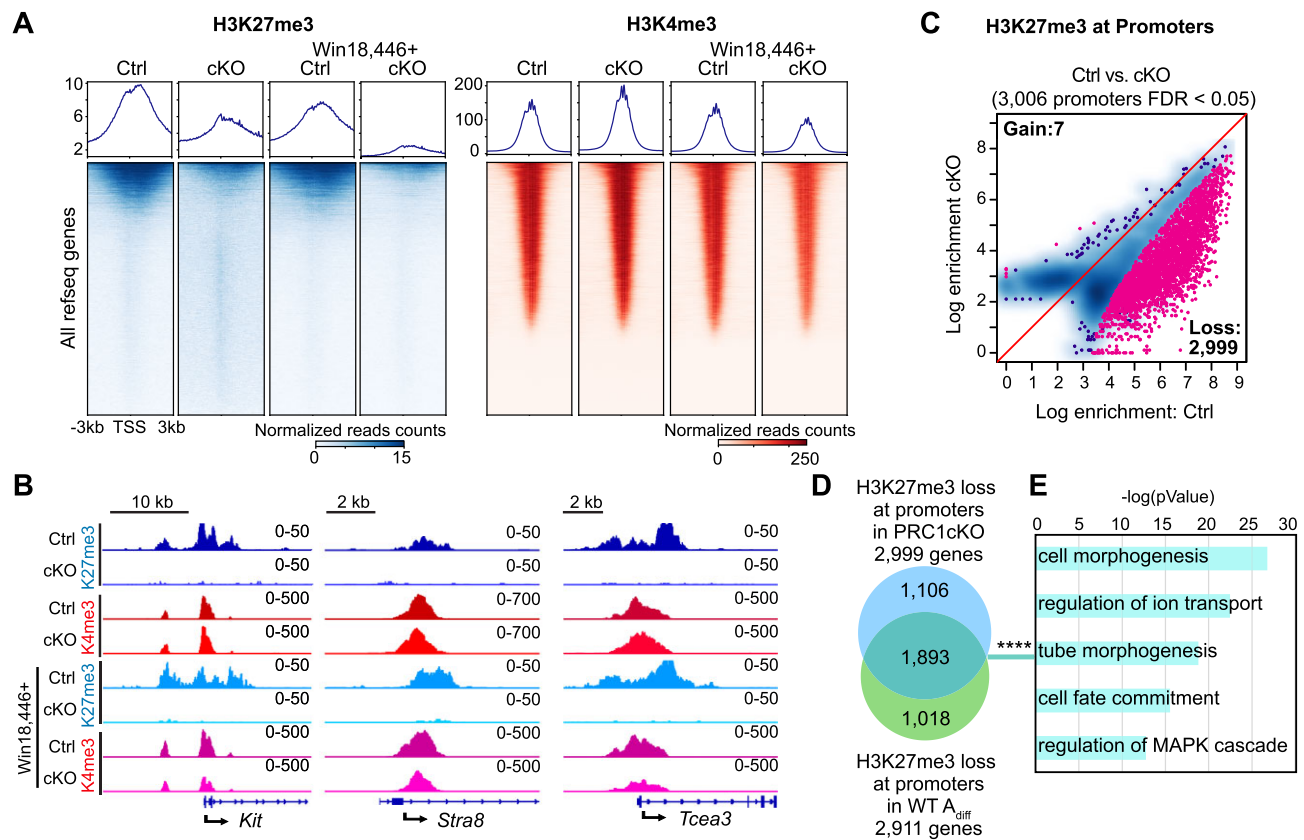 A
H3K27me3
H3K4me3
Win18,446+
Win18,446+
Ctrl
cKO
Ctrl
cKO
Ctrl
cKO
Ctrl
cKO
10
6
2
200
100
0
All refseq genes
-3kb TSS 3kb
Normalized reads counts
0 15
Normalized reads counts
0 250
B
10 kb
2 kb
2 kb
Ctrl
cKO
K27me3
Ctrl
cKO
K4me3
Win18,446+
Ctrl
cKO
K27me3
Ctrl
cKO
K4me3
0-50
0-50
0-500
0-500
0-50
0-50
0-500
0-500
Kit
0-50
0-50
0-700
0-700
0-50
0-50
0-500
0-500
Stra8
0-50
0-50
0-500
0-500
0-50
0-50
0-500
0-500
Tcea3
C
H3K27me3 at Promoters
Ctrl vs. cKO
(3,006 promoters FDR < 0.05)
Gain:7
Loss:
2,999
Log enrichment cKO
8
6
4
2
0
0 1 2 3 4 5 6 7 8 9
Log enrichment: Ctrl
D
H3K27me3 loss
at promoters
in PRC1cKO
2,999 genes
1,106
1,893
1,018
H3K27me3 loss
at promoters
in WT Adiff
2,911 genes
****
E
-log(pValue)
0 5 10 15 20 25 30
cell morphogenesis
regulation of ion transport
tube morphogenesis
cell fate commitment
regulation of MAPK cascade